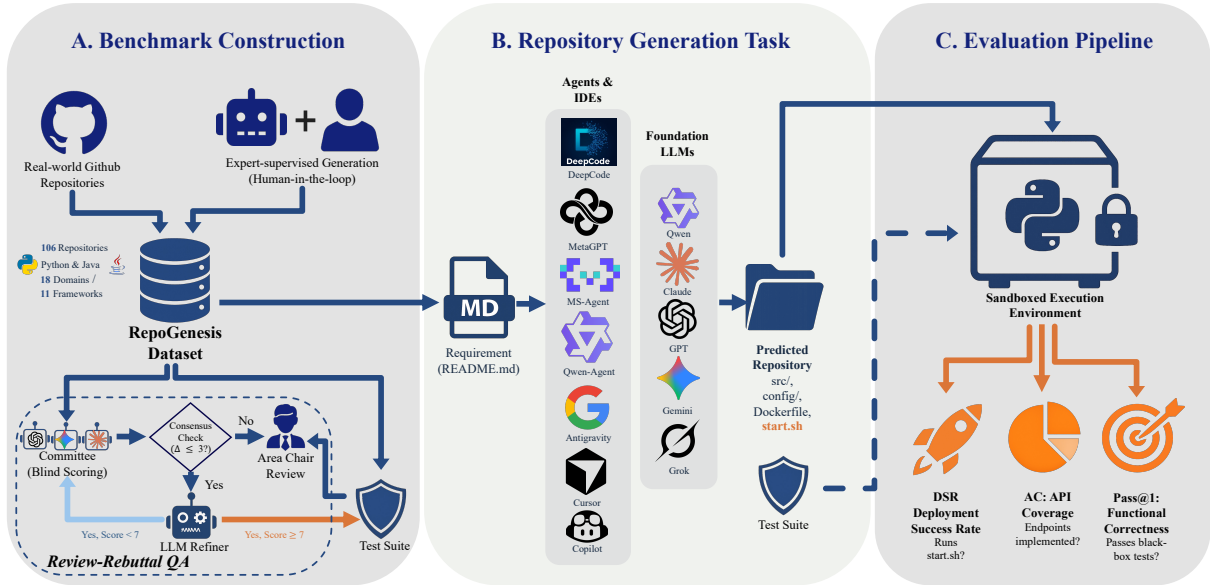 A. Benchmark Construction
Real-world Github
Repositories
Expert-supervised Generation
(Human-in-the-loop)
106 Repositories
Python & Java
18 Domains /
11 Frameworks
RepoGenesis
Dataset
Committee
(Blind Scoring)
Consensus
Check
(Δ ≤ 3?)
No
Area Chair
Review
Yes
Yes, Score < 7
LLM Refiner
Yes, Score ≥ 7
Test Suite
Review-Rebuttal QA
B. Repository Generation Task
MD
Requirement
(README.md)
Agents &
IDEs
DeepCode
DeepCode
MetaGPT
MS-Agent
Qwen-Agent
Antigravity
Cursor
Copilot
Foundation
LLMs
Qwen
Claude
GPT
Gemini
Grok
Predicted
Repository
src/,
config/,
Dockerfile,
start.sh
Test Suite
C. Evaluation Pipeline
Sandboxed Execution
Environment
DSR
Deployment
Success Rate
Runs
start.sh?
AC: API
Coverage
Endpoints
implemented?
Pass@1:
Functional
Correctness
Passes black-
box tests?